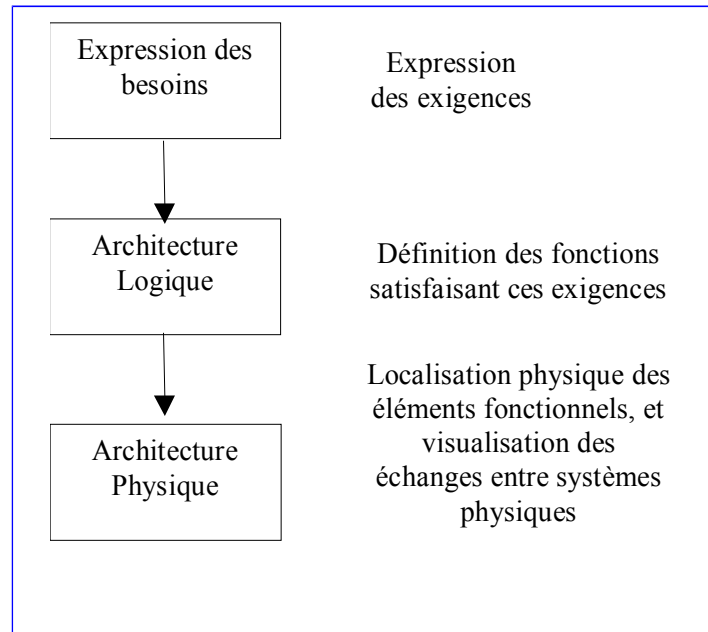 Expression des
besoins
Expression
des exigences
Architecture
Logique
Définition des fonctions
satisfaisant ces exigences
Architecture
Physique
Localisation physique des
éléments fonctionnels, et
visualisation des
échanges entre systèmes
physiques